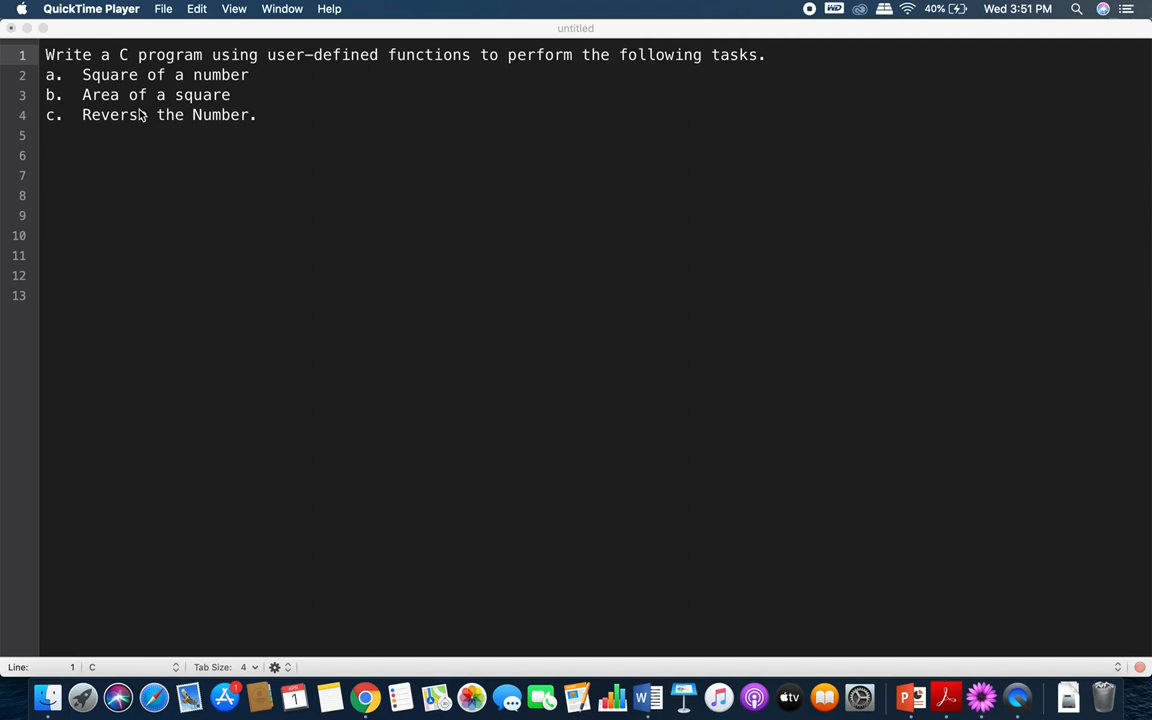 QuickTime Player File Edit View Window Help 40% Wed 3:51 PM
untitled
1 Write a C program using user-defined functions to perform the following tasks.
2 a. Square of a number
3 b. Area of a square
4 c. Reverse the Number.
5
6
7
8
9
10
11
12
13
Line: 1 C Tab Size: 4